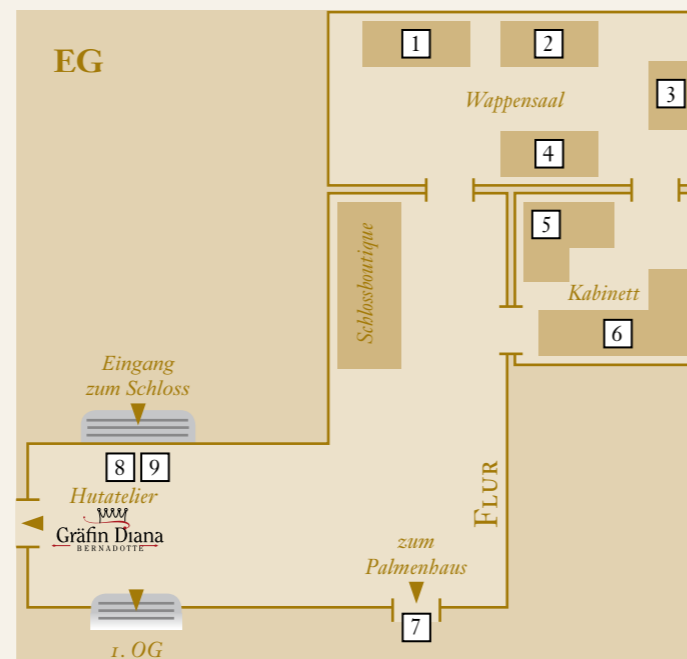 EG
1
2
3
Wappensaal
4
5
Schlossboutique
Kabinett
6
Eingang
zum Schloss
8 9
Hutatelier
Gräfin Diana
BERNADOTTE
FLUR
zum
Palmenhaus
7
1. OG